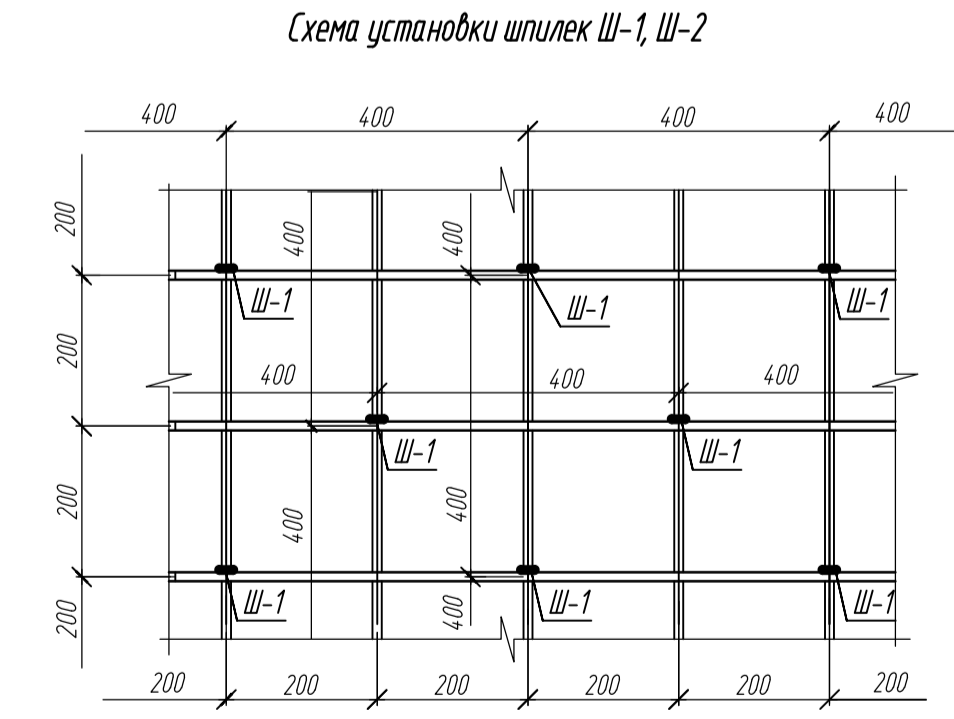 Схема установки шпилек Ш-1, Ш-2
400 400 400 400
200 400 400
Ш-1 Ш-1 Ш-1
200 400 400 400
Ш-1 Ш-1
200 400 400
Ш-1 Ш-1 Ш-1
200 400
200 200 200 200 200 200